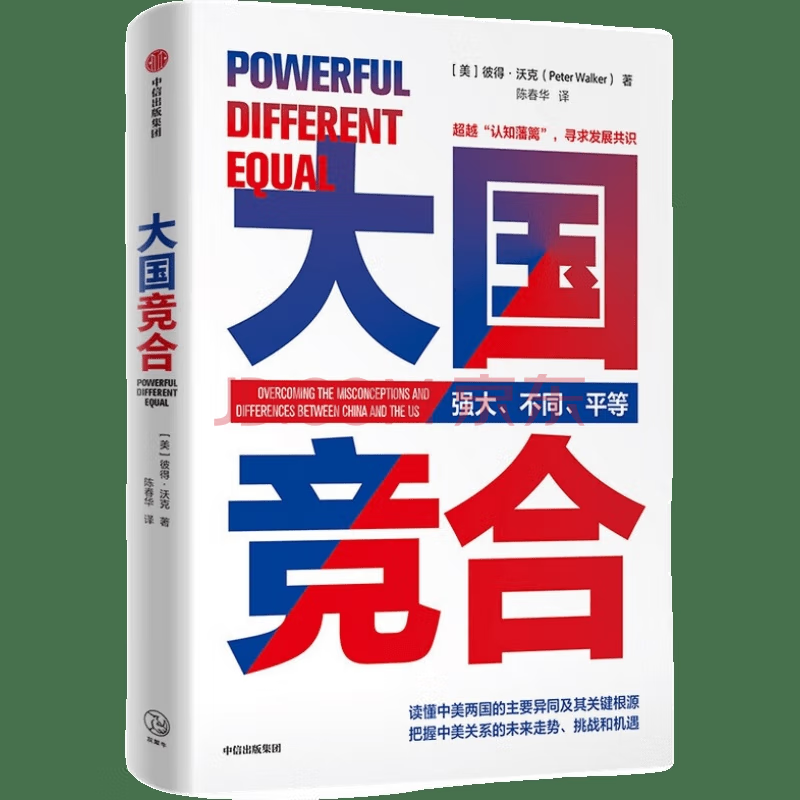 中信出版集团
大国竞合
POWERFUL
DIFFERENT
EQUAL
[美]彼得·沃克 著
陈春华 译
POWERFUL
DIFFERENT
EQUAL
[美]彼得·沃克(Peter Walker)著
陈春华 译
超越“认知藩篱”,寻求发展共识
大国
OVERCOMING THE MISCONCEPTIONS AND
DIFFERENCES BETWEEN CHINA AND THE US
强大、不同、平等
JD.COM 京东
竞合
读懂中美两国的主要异同及其关键根源
把握中美关系的未来走势、挑战和机遇
中信出版集团